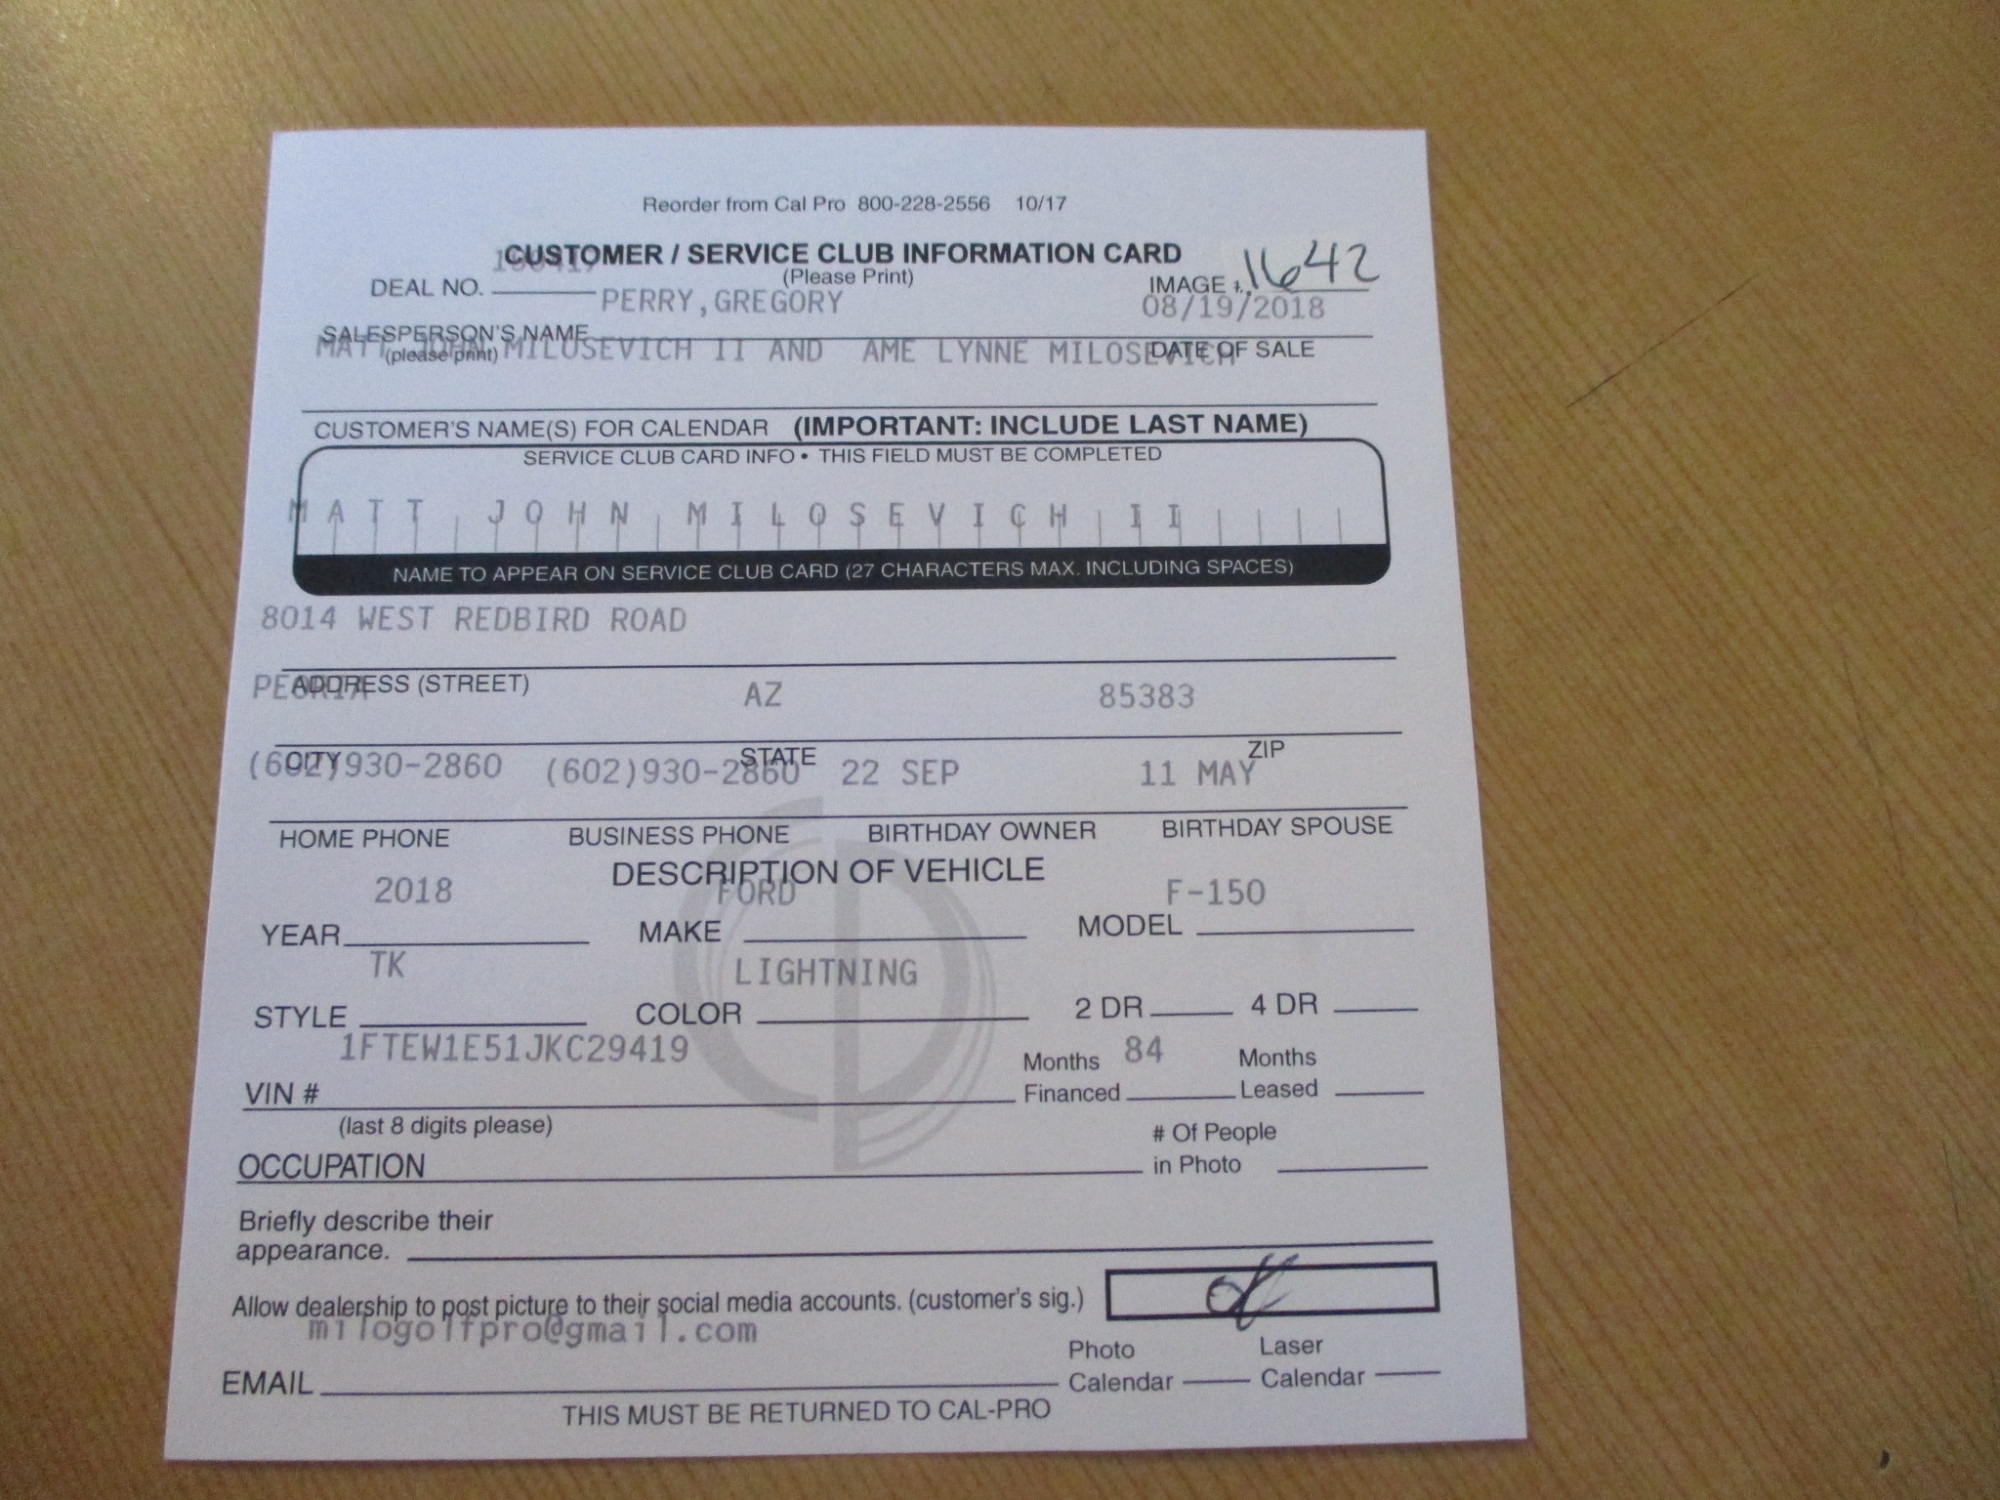 Reorder from Cal Pro 800-228-2556 10/17
CUSTOMER / SERVICE CLUB INFORMATION CARD
(Please Print)
DEAL NO.
IMAGE #. 1642
PERRY,GREGORY 08/19/2018
SALESPERSON'S NAME
(please print)
DATE OF SALE
MATT JOHN MILOSEVICH II AND AME LYNNE MILOSEVICH
CUSTOMER'S NAME(S) FOR CALENDAR (IMPORTANT: INCLUDE LAST NAME)
SERVICE CLUB CARD INFO • THIS FIELD MUST BE COMPLETED
MATT JOHN MILOSEVICH II
NAME TO APPEAR ON SERVICE CLUB CARD (27 CHARACTERS MAX. INCLUDING SPACES)
8014 WEST REDBIRD ROAD
ADDRESS (STREET)
PEORIA AZ 85383
CITY STATE ZIP
(602)930-2860 (602)930-2860 22 SEP 11 MAY
HOME PHONE BUSINESS PHONE BIRTHDAY OWNER BIRTHDAY SPOUSE
DESCRIPTION OF VEHICLE
2018 FORD F-150
YEAR MAKE MODEL
TK LIGHTNING
STYLE COLOR 2 DR 4 DR
1FTEW1E51JKC29419 84
VIN # Months Financed Months Leased
(last 8 digits please)
OCCUPATION # Of People in Photo
Briefly describe their
appearance.
Allow dealership to post picture to their social media accounts. (customer's sig.)
milogolfpro@gmail.com
EMAIL Photo Calendar Laser Calendar
THIS MUST BE RETURNED TO CAL-PRO